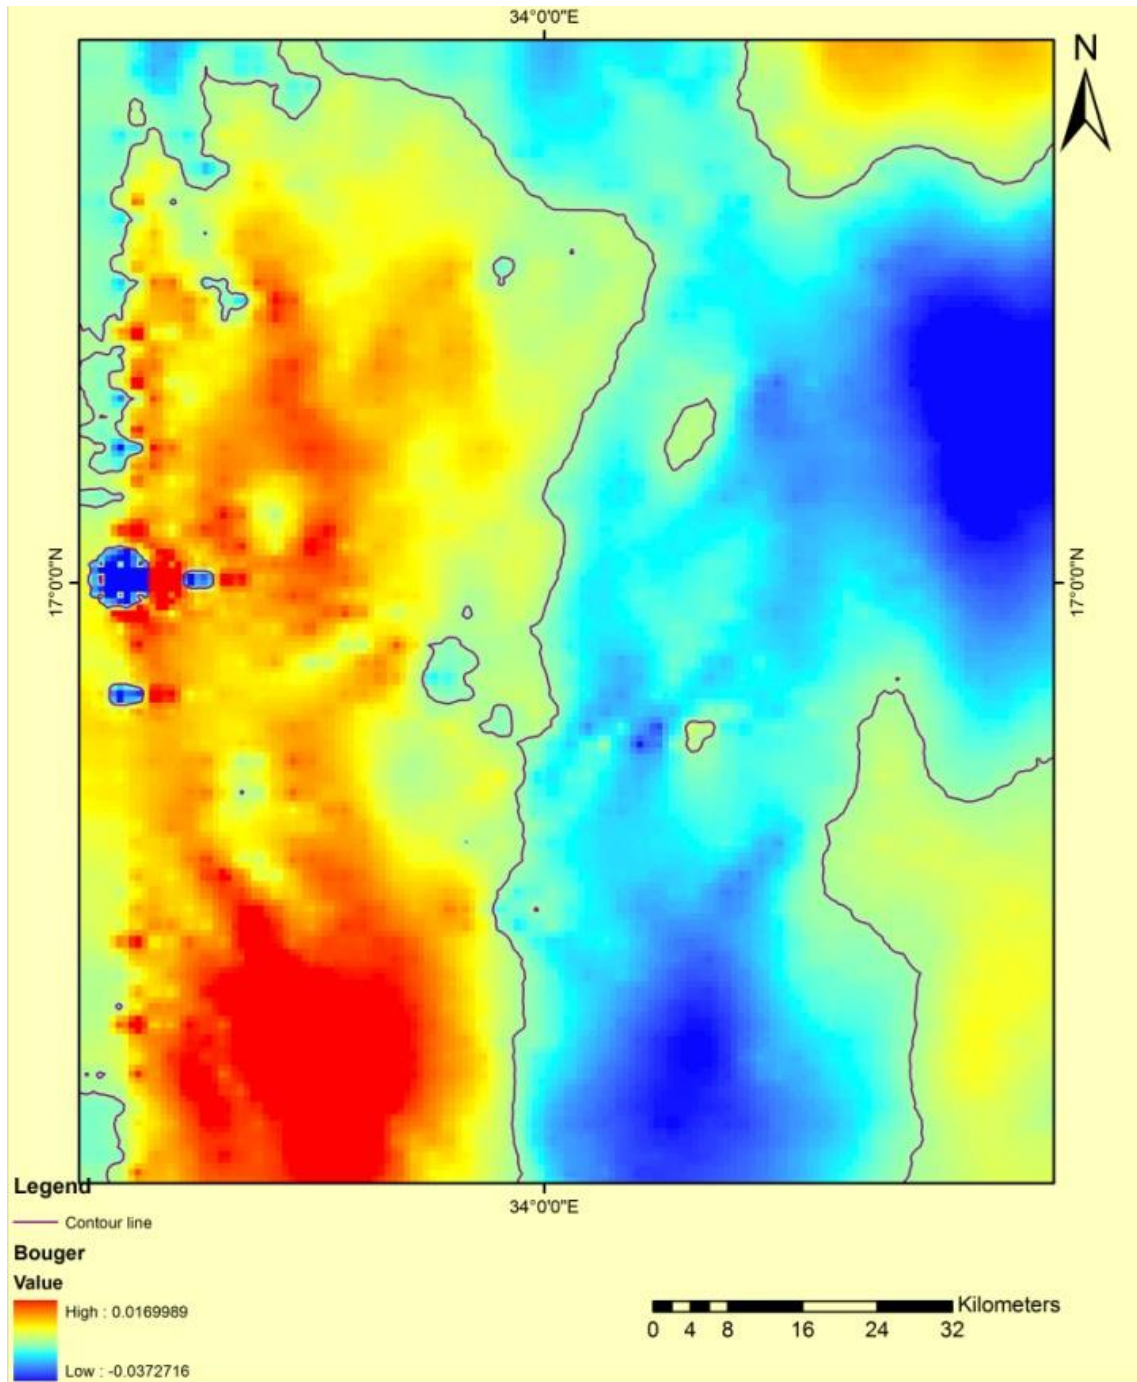 34°0'0"E
N
17°0'0"N
17°0'0"N
34°0'0"E
Legend
Contour line
Bouger
Value
High : 0.0169989
Low : -0.0372716
Kilometers
0 4 8 16 24 32